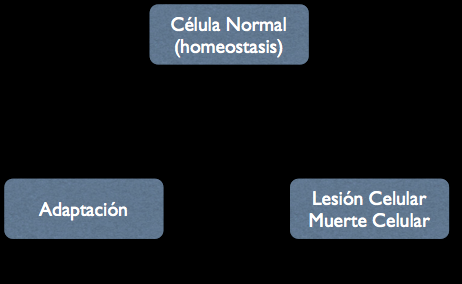 Célula Normal
(homeostasis)
Adaptación
Lesión Celular
Muerte Celular